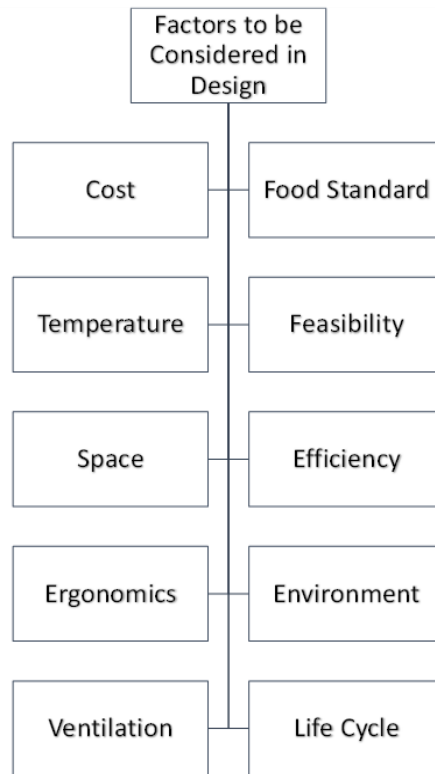 Factors to be
Considered in
Design
Cost
Food Standard
Temperature
Feasibility
Space
Efficiency
Ergonomics
Environment
Ventilation
Life Cycle